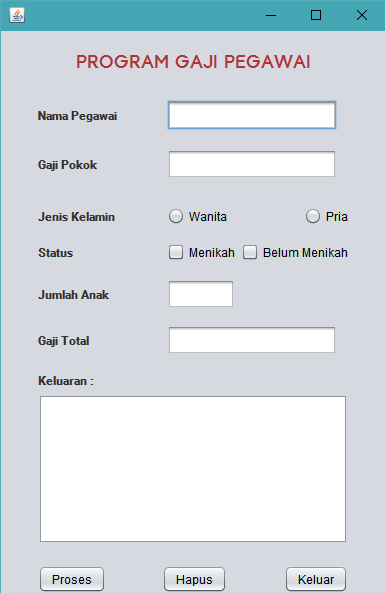 PROGRAM GAJI PEGAWAI
Nama Pegawai
Gaji Pokok
Jenis Kelamin Wanita Pria
Status Menikah Belum Menikah
Jumlah Anak
Gaji Total
Keluaran :
Proses Hapus Keluar